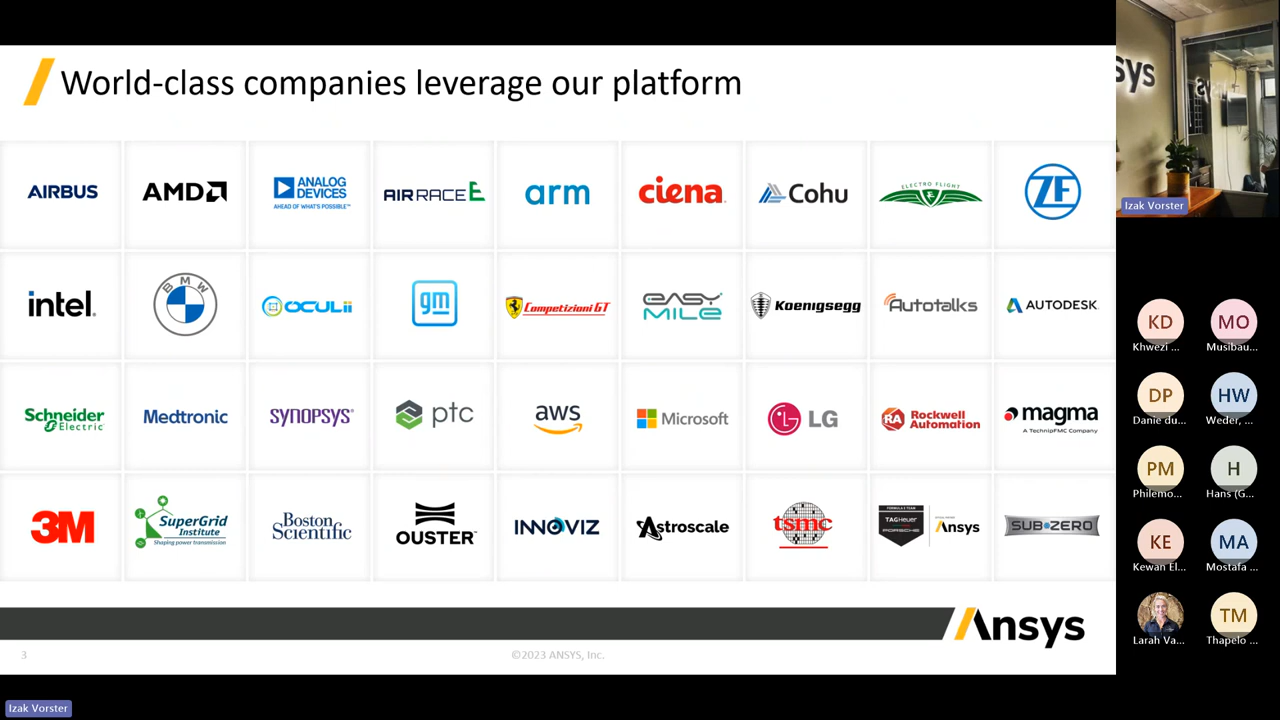 World-class companies leverage our platform
AIRBUS
AMD
ANALOG
DEVICES
AHEAD OF WHAT'S POSSIBLE™
AIR RACE E
arm
ciena
Cohu
ELECTRO FLIGHT
ZF
intel
BMW
OCULii
gm
Competizioni GT
EASY
MILE
Koenigsegg
Autotalks
AUTODESK
Schneider
Electric
Medtronic
SYNOPSYS®
ptc
aws
Microsoft
LG
RA
Rockwell
Automation
magma
A TechnipFMC Company
3M
SuperGrid
Institute
Shaping power transmission
Boston
Scientific
OUSTER™
INNOVIZ
Astroscale
tsmc
FORMULA E TEAM
TAGHeuer
PORSCHE
Ansys
SUB ZERO
Ansys
3
©2023 ANSYS, Inc.
Izak Vorster
sys
Izak Vorster
KD
Khwezi ...
MO
Musibau...
DP
Danie du...
HW
Weder, ...
PM
Philemo...
H
Hans (G...
KE
Kewan El...
MA
Mostafa ...
Larah Va...
TM
Thapelo ...